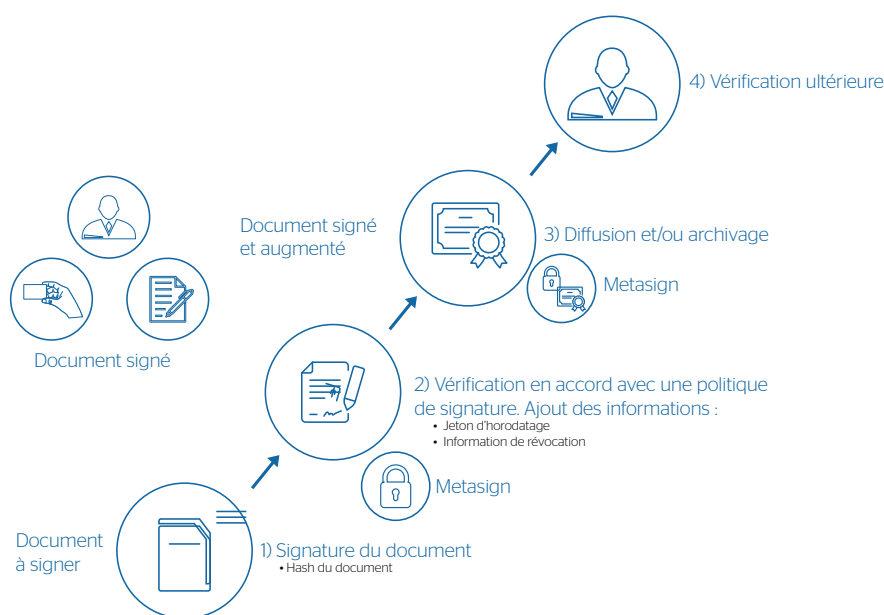 4) Vérification ultérieure
Document signé
et augmenté
3) Diffusion et/ou archivage
Metasign
Document signé
2) Vérification en accord avec une politique
de signature. Ajout des informations :
• Jeton d'horodatage
• Information de révocation
Metasign
Document
à signer
1) Signature du document
• Hash du document